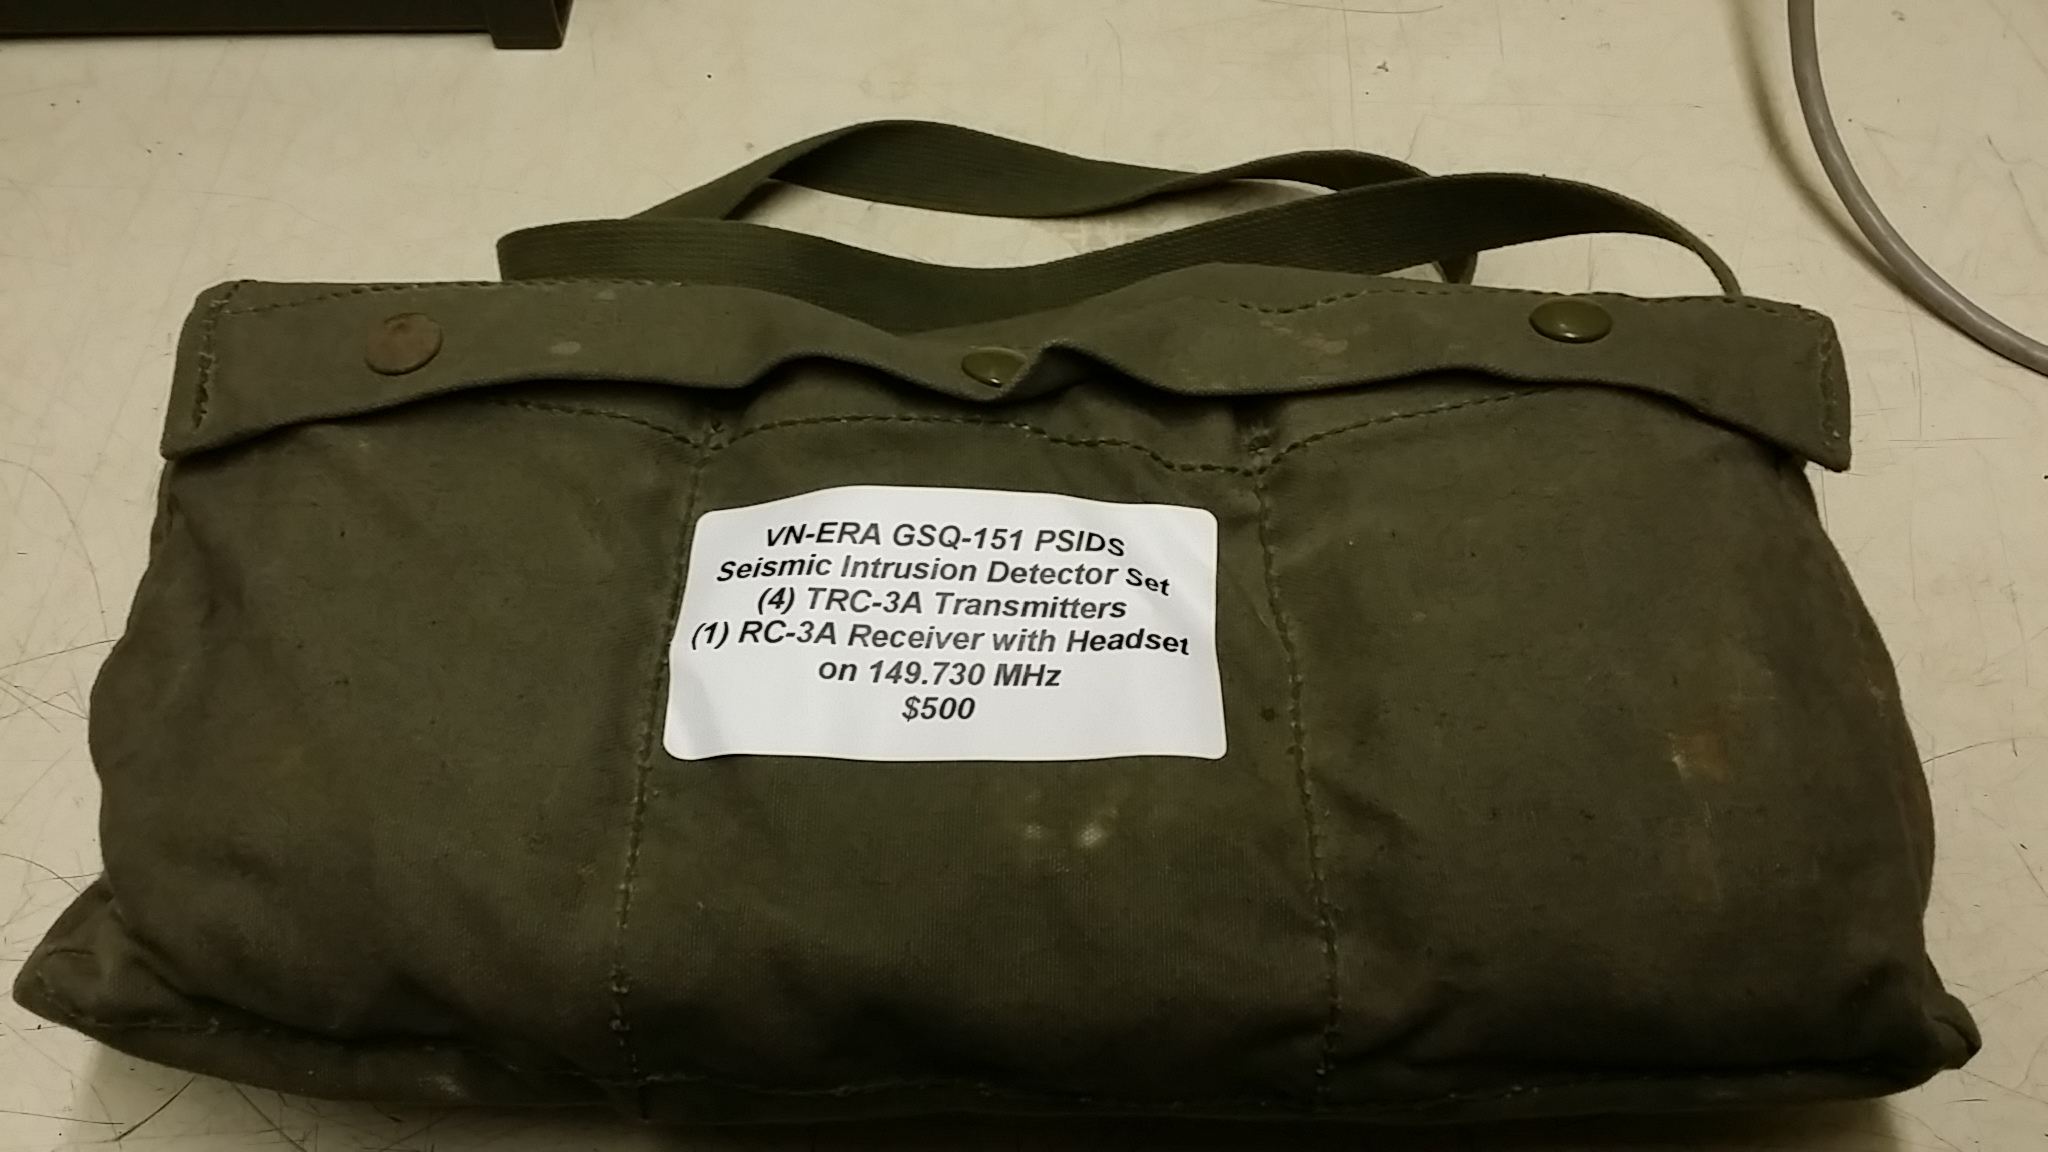 VN-ERA GSQ-151 PSIDS
Seismic Intrusion Detector Set
(4) TRC-3A Transmitters
(1) RC-3A Receiver with Headset
on 149.730 MHz
$500